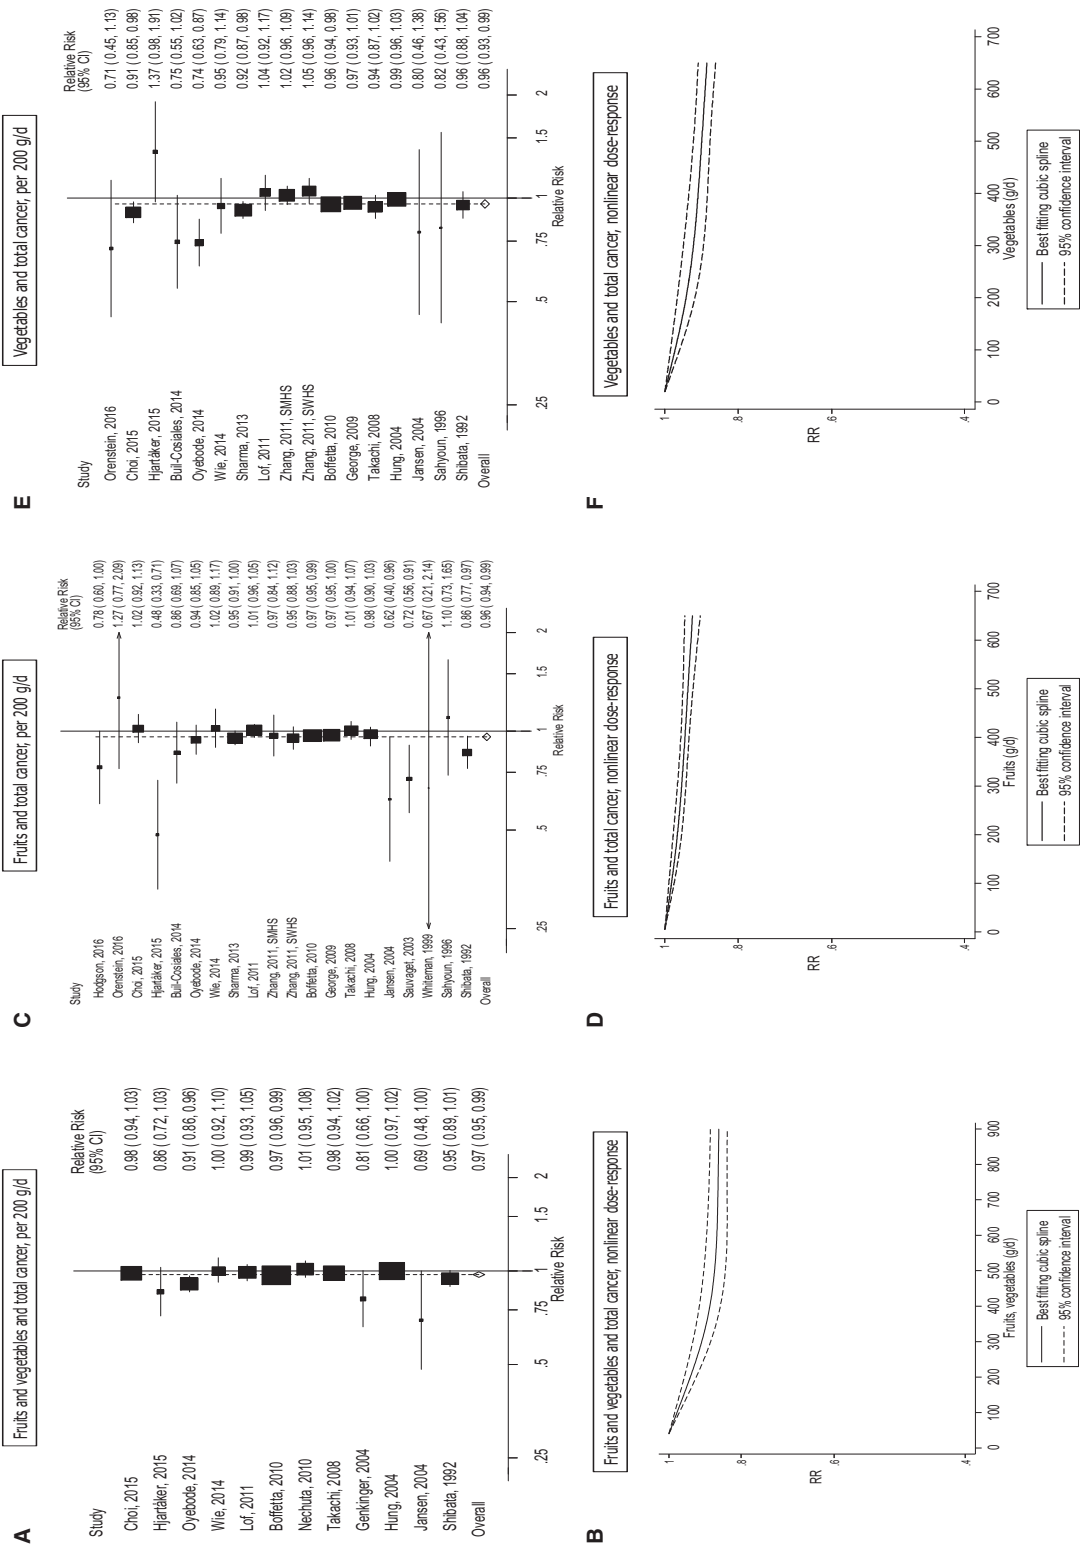 A
Fruits and vegetables and total cancer, per 200 g/d
Relative Risk
Study (95% CI)
Choi, 2015 0.98 ( 0.94, 1.03)
Hjartåker, 2015 0.86 ( 0.72, 1.03)
Oyebode, 2014 0.91 ( 0.86, 0.96)
Wie, 2014 1.00 ( 0.92, 1.10)
Lof, 2011 0.99 ( 0.93, 1.05)
Boffetta, 2010 0.97 ( 0.96, 0.99)
Nechuta, 2010 1.01 ( 0.95, 1.08)
Takachi, 2008 0.98 ( 0.94, 1.02)
Genkinger, 2004 0.81 ( 0.66, 1.00)
Hung, 2004 1.00 ( 0.97, 1.02)
Jansen, 2004 0.69 ( 0.48, 1.00)
Shibata, 1992 0.95 ( 0.89, 1.01)
Overall 0.97 ( 0.95, 0.99)
.25 .5 .75 1 1.5 2
Relative Risk
B
Fruits and vegetables and total cancer, nonlinear dose-response
1
.8
.6
.4
RR
0 100 200 300 400 500 600 700 800 900
Fruits, vegetables (g/d)
Best fitting cubic spline
95% confidence interval
C
Fruits and total cancer, per 200 g/d
Relative Risk
Study (95% CI)
Hodgson, 2016 0.78 ( 0.60, 1.00)
Orenstein, 2016 1.27 ( 0.77, 2.09)
Choi, 2015 1.02 ( 0.92, 1.13)
Hjartåker, 2015 0.48 ( 0.33, 0.71)
Buil-Cosiales, 2014 0.86 ( 0.69, 1.07)
Oyebode, 2014 0.94 ( 0.85, 1.05)
Wie, 2014 1.02 ( 0.89, 1.17)
Sharma, 2013 0.95 ( 0.91, 1.00)
Lof, 2011 1.01 ( 0.96, 1.05)
Zhang, 2011, SMHS 0.97 ( 0.84, 1.12)
Zhang, 2011, SWHS 0.95 ( 0.88, 1.03)
Boffetta, 2010 0.97 ( 0.95, 0.99)
George, 2009 0.97 ( 0.95, 1.00)
Takachi, 2008 1.01 ( 0.94, 1.07)
Hung, 2004 0.98 ( 0.90, 1.03)
Jansen, 2004 0.62 ( 0.40, 0.96)
Sauvaget, 2003 0.72 ( 0.56, 0.91)
Whiteman, 1999 0.67 ( 0.21, 2.14)
Sahyoun, 1996 1.10 ( 0.73, 1.65)
Shibata, 1992 0.86 ( 0.77, 0.97)
Overall 0.96 ( 0.94, 0.99)
.25 .5 .75 1 1.5 2
Relative Risk
D
Fruits and total cancer, nonlinear dose-response
1
.8
.6
.4
RR
0 100 200 300 400 500 600 700
Fruits (g/d)
Best fitting cubic spline
95% confidence interval
E
Vegetables and total cancer, per 200 g/d
Relative Risk
Study (95% CI)
Orenstein, 2016 0.71 ( 0.45, 1.13)
Choi, 2015 0.91 ( 0.85, 0.98)
Hjartåker, 2015 1.37 ( 0.98, 1.91)
Buil-Cosiales, 2014 0.75 ( 0.55, 1.02)
Oyebode, 2014 0.74 ( 0.63, 0.87)
Wie, 2014 0.95 ( 0.79, 1.14)
Sharma, 2013 0.92 ( 0.87, 0.98)
Lof, 2011 1.04 ( 0.92, 1.17)
Zhang, 2011, SMHS 1.02 ( 0.96, 1.09)
Zhang, 2011, SWHS 1.05 ( 0.96, 1.14)
Boffetta, 2010 0.96 ( 0.94, 0.98)
George, 2009 0.97 ( 0.93, 1.01)
Takachi, 2008 0.94 ( 0.87, 1.02)
Hung, 2004 0.99 ( 0.96, 1.03)
Jansen, 2004 0.80 ( 0.46, 1.38)
Sahyoun, 1996 0.82 ( 0.43, 1.56)
Shibata, 1992 0.96 ( 0.88, 1.04)
Overall 0.96 ( 0.93, 0.99)
.25 .5 .75 1 1.5 2
Relative Risk
F
Vegetables and total cancer, nonlinear dose-response
1
.8
.6
.4
RR
0 100 200 300 400 500 600 700
Vegetables (g/d)
Best fitting cubic spline
95% confidence interval